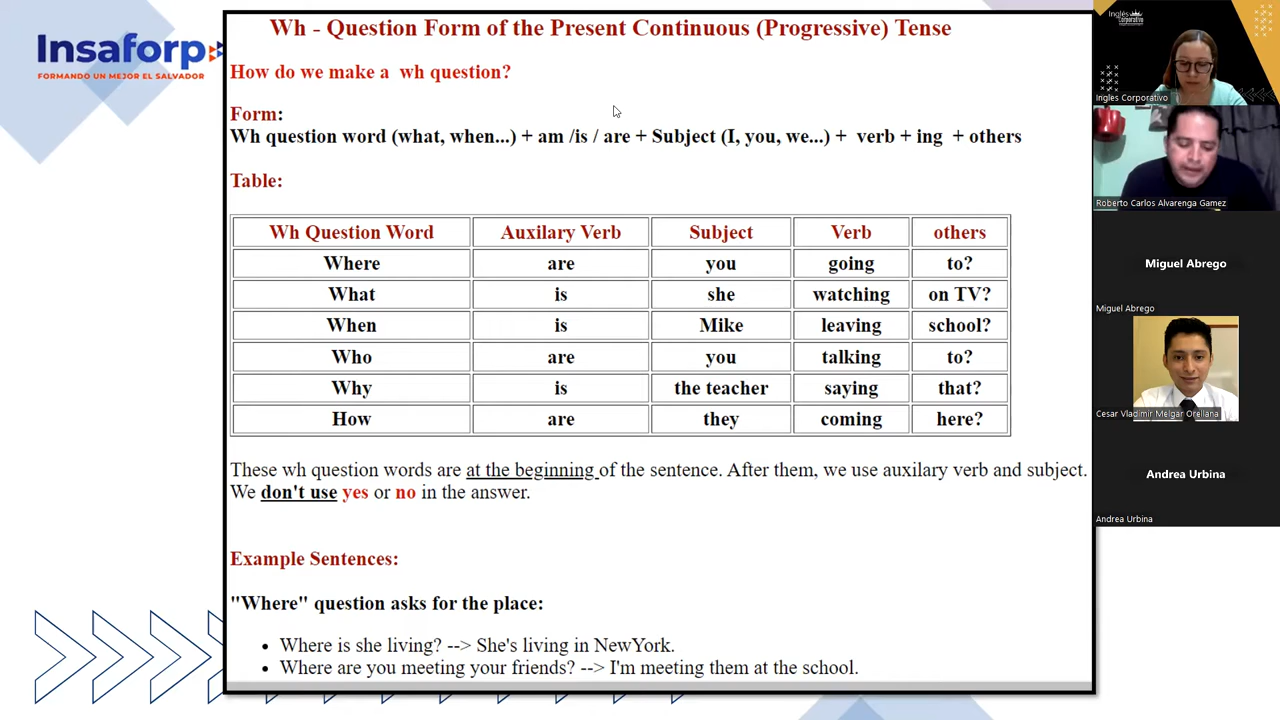 Insaforp
FORMANDO UN MEJOR EL SALVADOR
Wh - Question Form of the Present Continuous (Progressive) Tense
How do we make a wh question?
Form:
Wh question word (what, when...) + am /is / are + Subject (I, you, we...) + verb + ing + others
Table:
Wh Question Word Auxilary Verb Subject Verb others
Where are you going to?
What is she watching on TV?
When is Mike leaving school?
Who are you talking to?
Why is the teacher saying that?
How are they coming here?
These wh question words are at the beginning of the sentence. After them, we use auxilary verb and subject.
We don't use yes or no in the answer.
Example Sentences:
"Where" question asks for the place:
• Where is she living? --> She's living in NewYork.
• Where are you meeting your friends? --> I'm meeting them at the school.
Inglés
Corporativo
Ingles Corporativo
Roberto Carlos Alvarenga Gamez
Miguel Abrego
Miguel Abrego
Cesar Vladimir Melgar Orellana
Andrea Urbina
Andrea Urbina